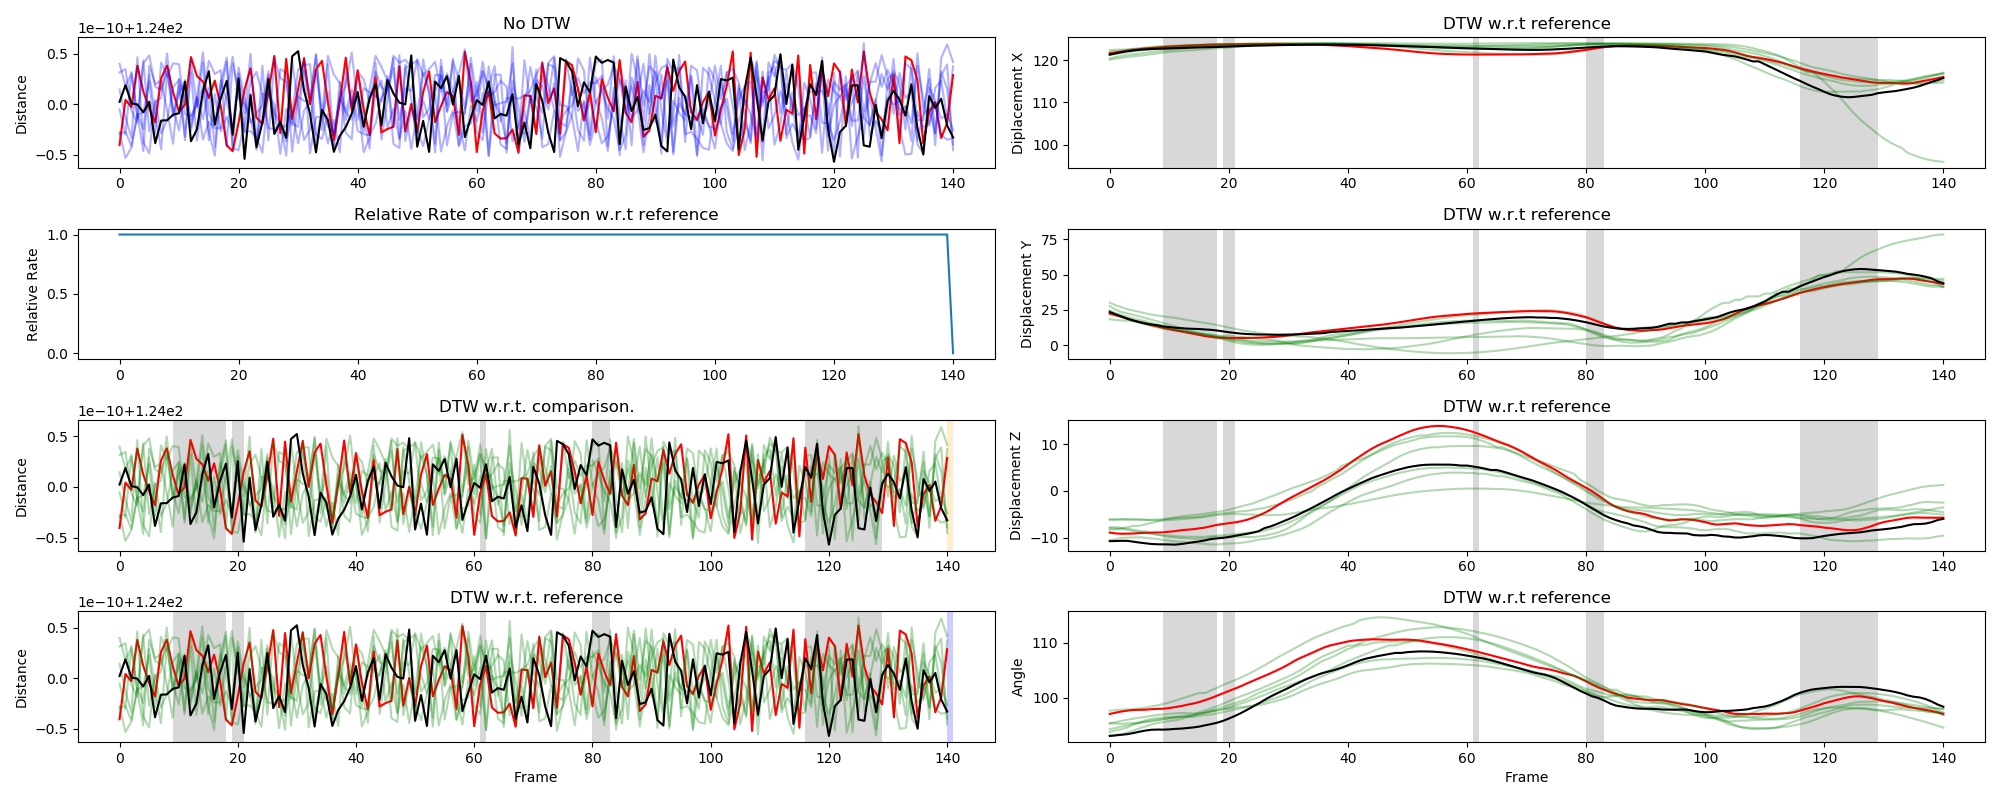 No DTW
1e−10+1.24e2
Distance
0.5
0.0
−0.5
0 20 40 60 80 100 120 140
Relative Rate of comparison w.r.t reference
Relative Rate
1.0
0.5
0.0
0 20 40 60 80 100 120 140
DTW w.r.t. comparison.
1e−10+1.24e2
Distance
0.5
0.0
−0.5
0 20 40 60 80 100 120 140
DTW w.r.t. reference
1e−10+1.24e2
Distance
0.5
0.0
−0.5
0 20 40 60 80 100 120 140
Frame
DTW w.r.t reference
Diplacement X
120
110
100
0 20 40 60 80 100 120 140
DTW w.r.t reference
Displacement Y
75
50
25
0
0 20 40 60 80 100 120 140
DTW w.r.t reference
Displacement Z
10
0
−10
0 20 40 60 80 100 120 140
DTW w.r.t reference
Angle
110
100
0 20 40 60 80 100 120 140
Frame